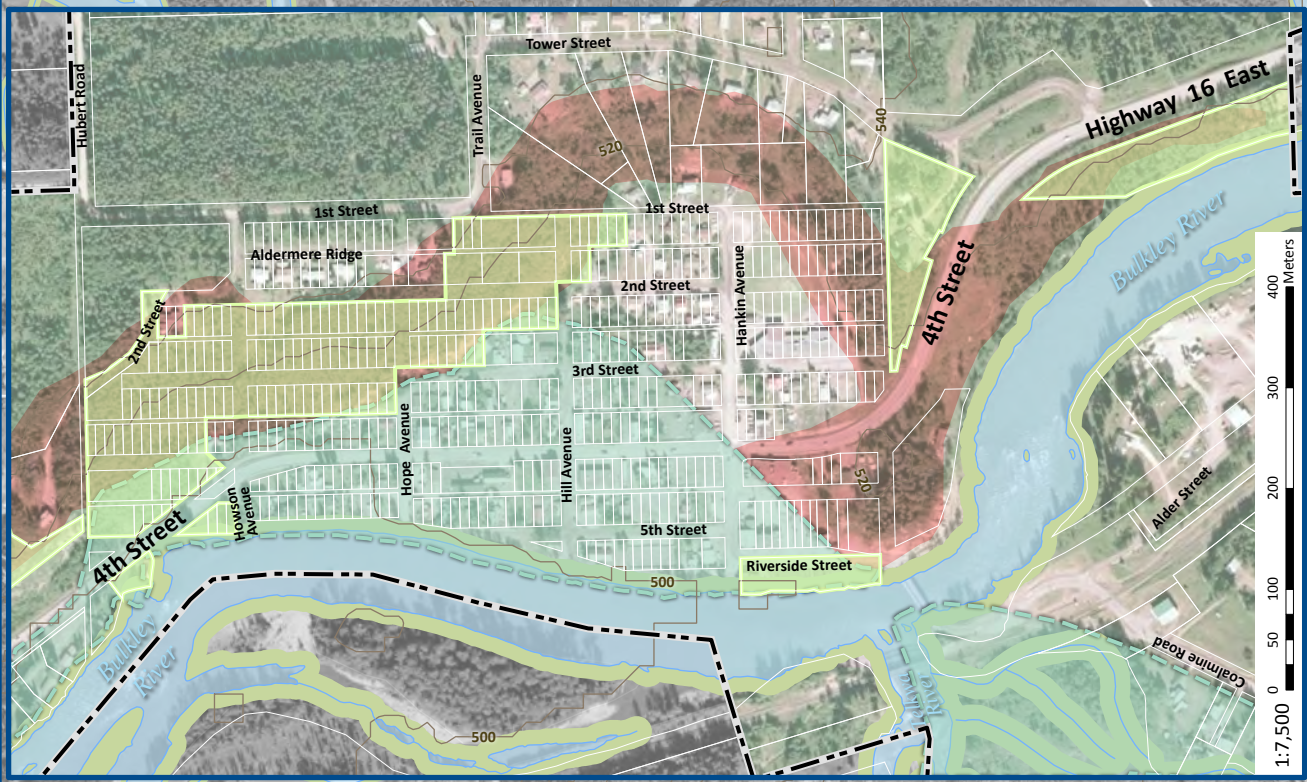 Tower Street
Hubert Road
Trail Avenue
Highway 16 East
540
520
1st Street
1st Street
Bulkley River
Aldermere Ridge
Hankin Avenue
2nd Street
4th Street
2nd Street
3rd Street
Hope Avenue
Hill Avenue
520
Howson
Avenue
4th Street
5th Street
Alder Street
Riverside Street
500
Bulkley
River
Coalmine Road
River
500
Meters
400
300
200
100
50
0
1:7,500